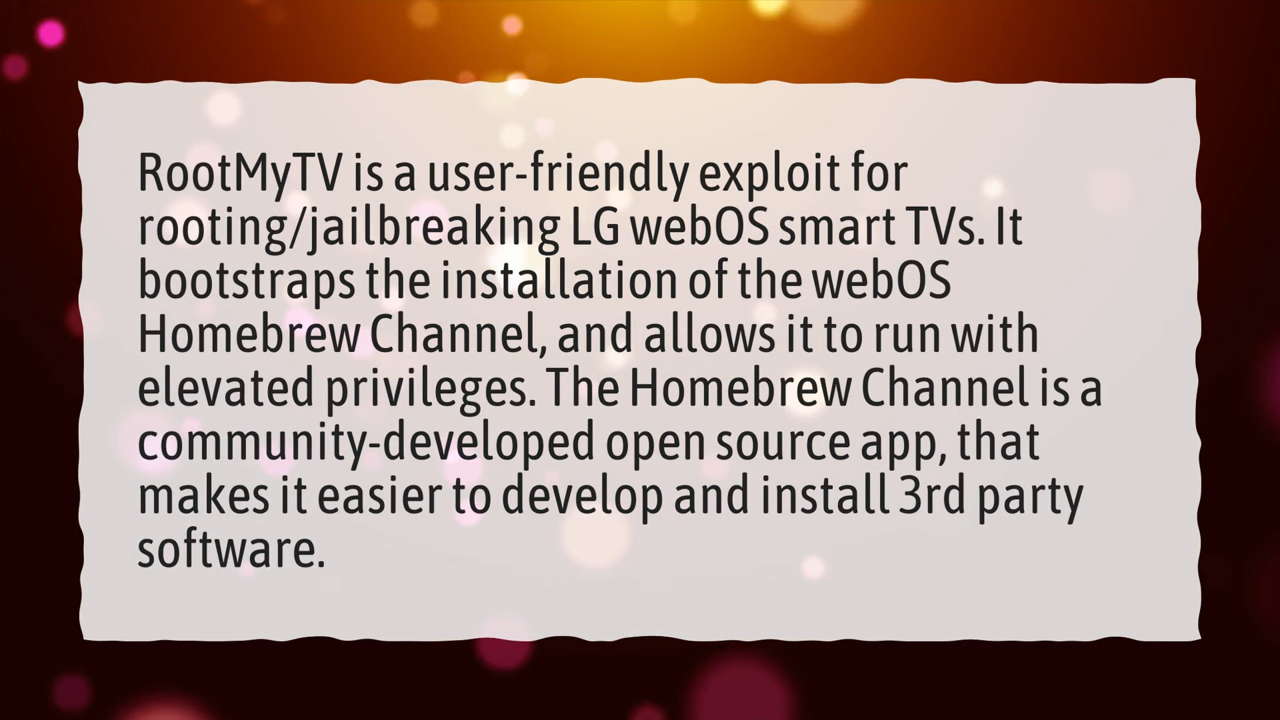 RootMyTV is a user-friendly exploit for
rooting/jailbreaking LG webOS smart TVs. It
bootstraps the installation of the webOS
Homebrew Channel, and allows it to run with
elevated privileges. The Homebrew Channel is a
community-developed open source app, that
makes it easier to develop and install 3rd party
software.